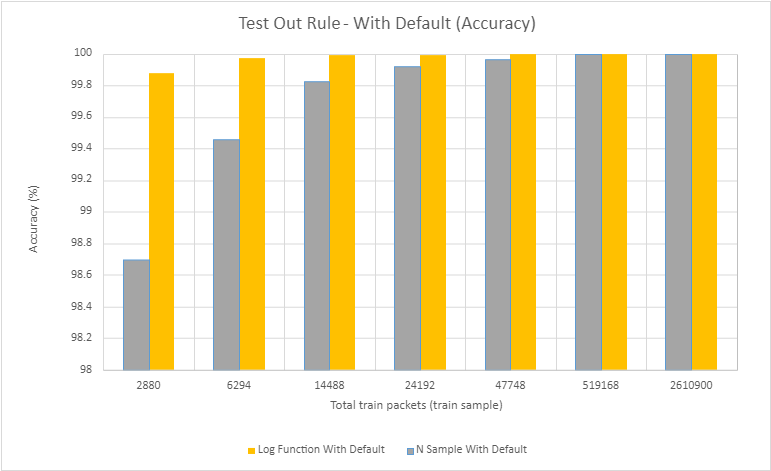 Test Out Rule - With Default (Accuracy)
100
99.8
99.6
99.4
99.2
99
98.8
98.6
98.4
98.2
98
Accuracy (%)
2880 6294 14488 24192 47748 519168 2610900
Total train packets (train sample)
Log Function With Default N Sample With Default